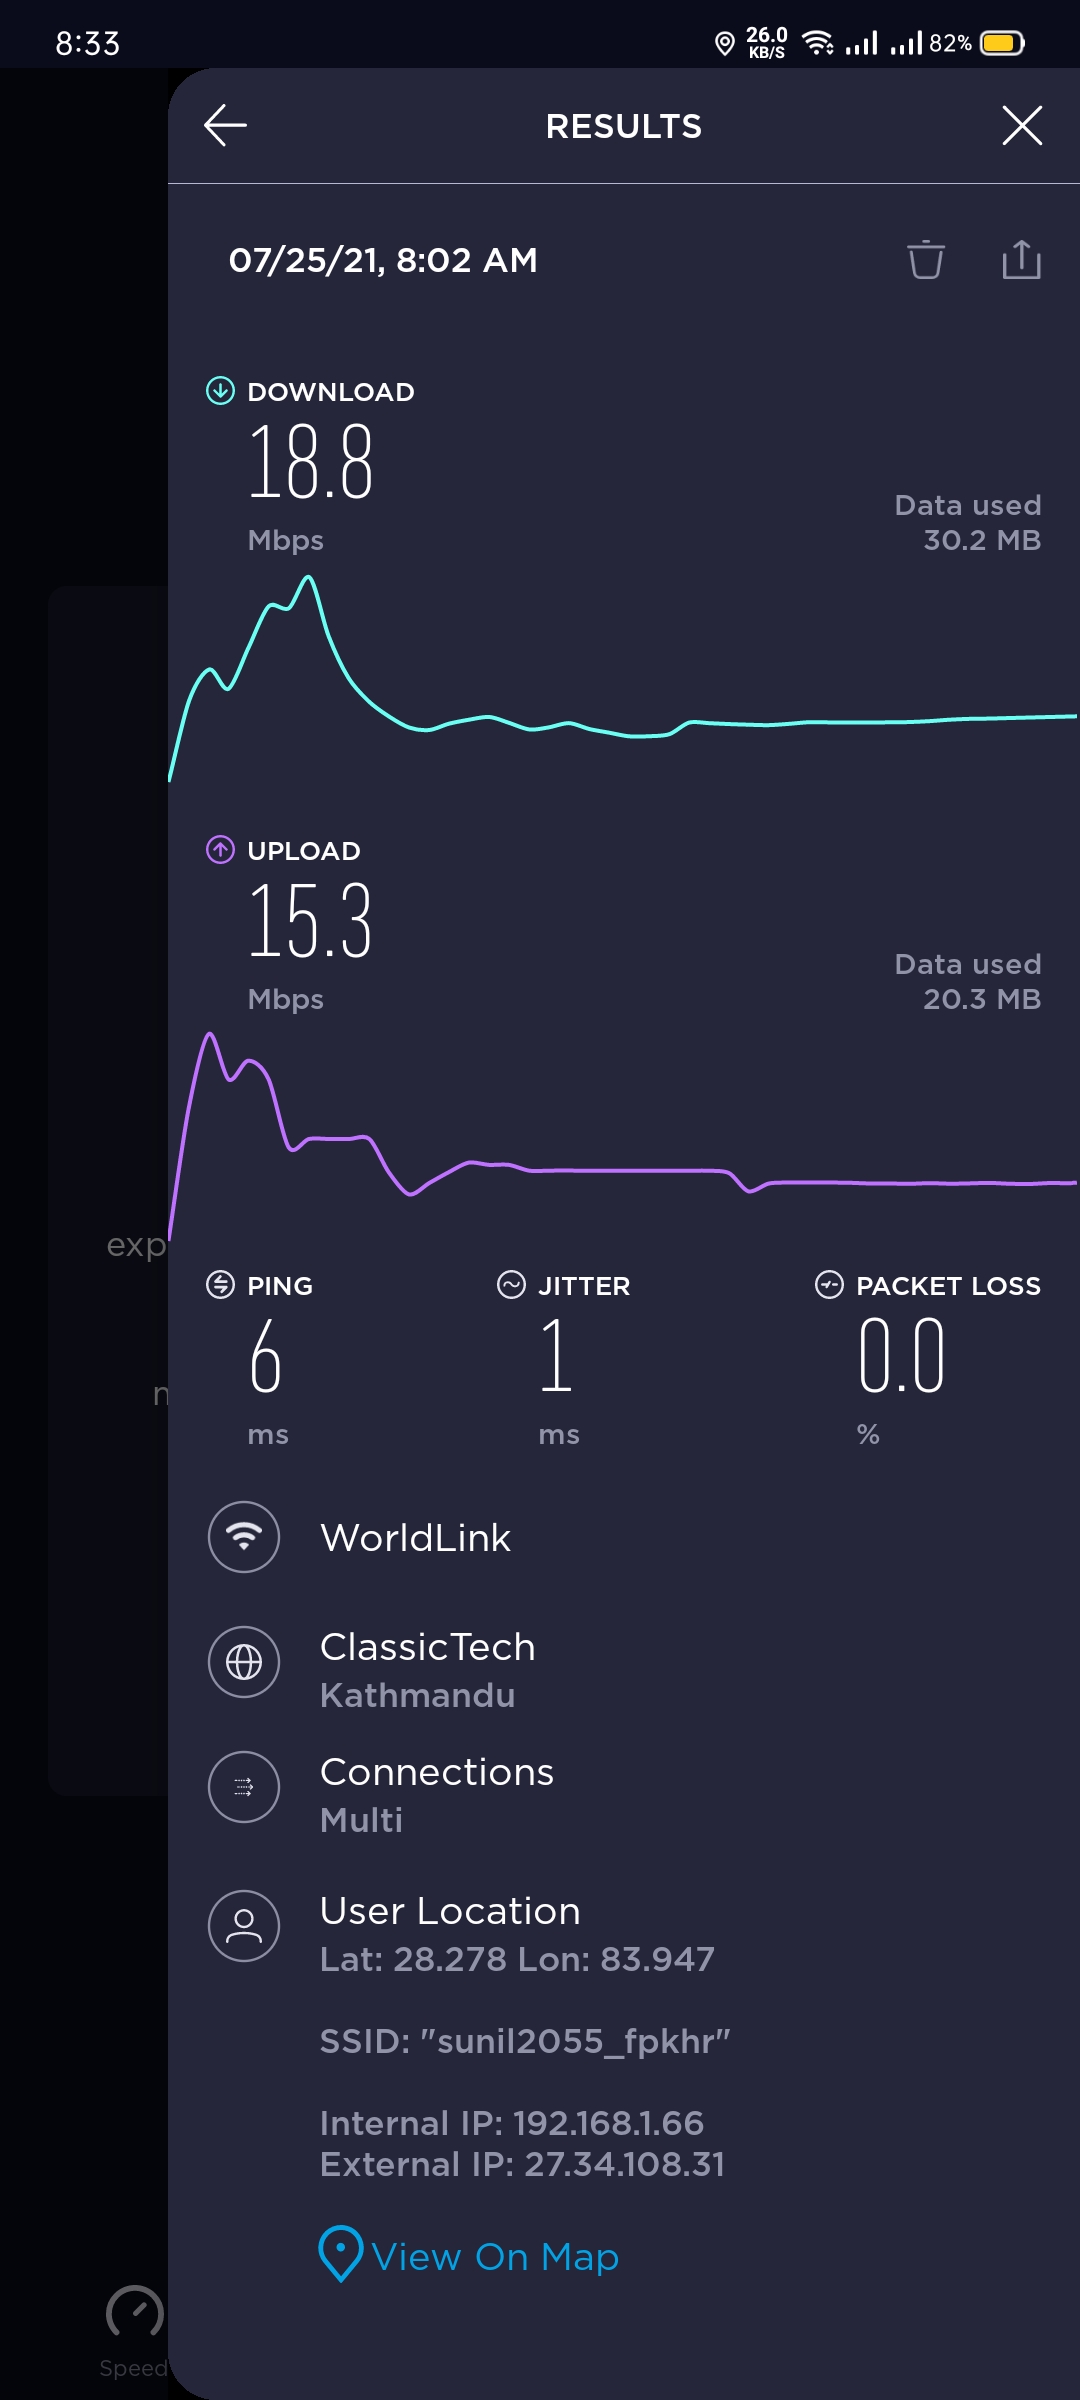 8:33
26.0
KB/S
82%
RESULTS
07/25/21, 8:02 AM
DOWNLOAD
18.8
Mbps
Data used
30.2 MB
UPLOAD
15.3
Mbps
Data used
20.3 MB
exp
PING
JITTER
PACKET LOSS
6
1
0.0
ms
ms
%
WorldLink
ClassicTech
Kathmandu
Connections
Multi
User Location
Lat: 28.278 Lon: 83.947
SSID: "sunil2055_fpkhr"
Internal IP: 192.168.1.66
External IP: 27.34.108.31
View On Map
Speed